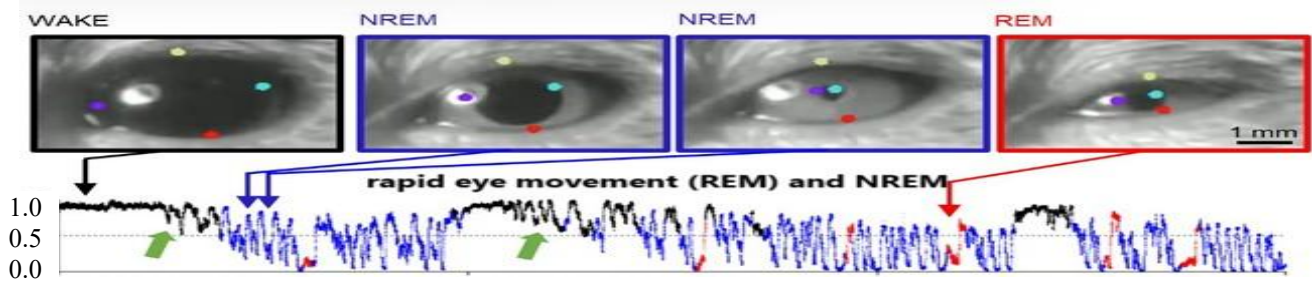 WAKE NREM NREM REM
1 mm
rapid eye movement (REM) and NREM
1.0
0.5
0.0